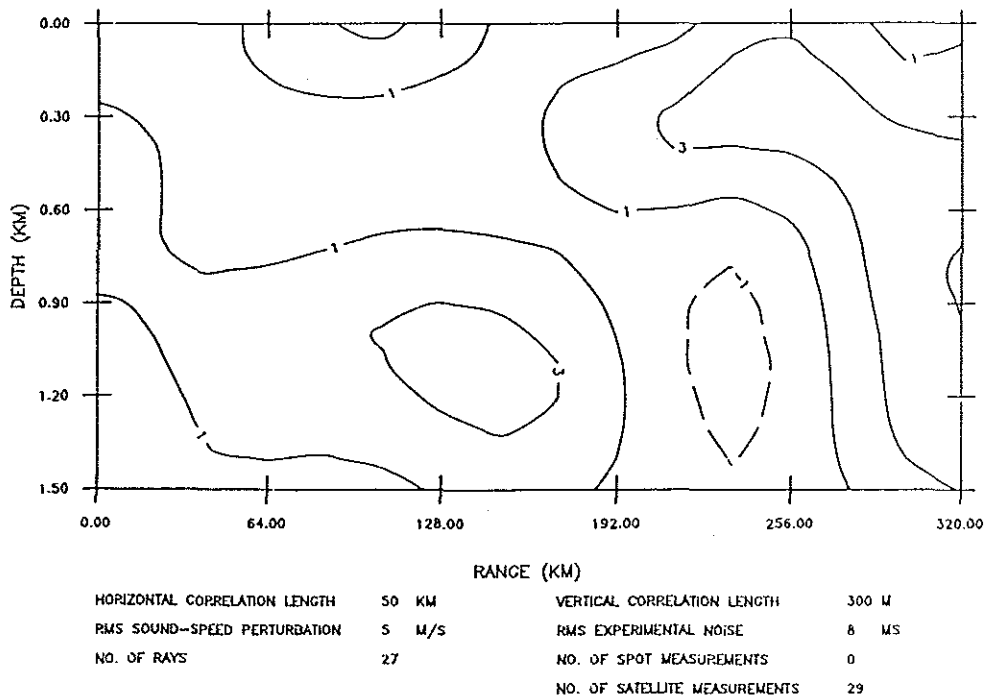 0.00
1
1
0.30
3
DEPTH (KM)
0.60
1
1
0.90
1
3
1.20
1
1.50
0.00 64.00 128.00 192.00 256.00 320.00
RANGE (KM)
HORIZONTAL CORRELATION LENGTH 50 KM VERTICAL CORRELATION LENGTH 300 M
RMS SOUND-SPEED PERTURBATION 5 M/S RMS EXPERIMENTAL NOISE 8 MS
NO. OF RAYS 27 NO. OF SPOT MEASUREMENTS 0
NO. OF SATELLITE MEASUREMENTS 29